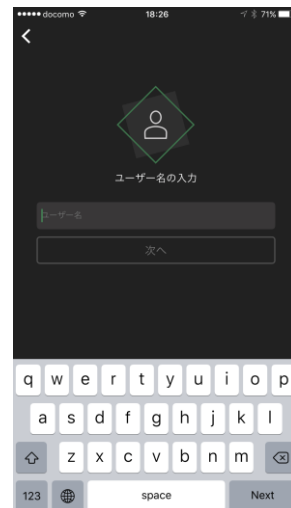 docomo 18:26 71%
ユーザー名の入力
ユーザー名
次へ
q w e r t y u i o p
a s d f g h j k l
z x c v b n m
123 space Next